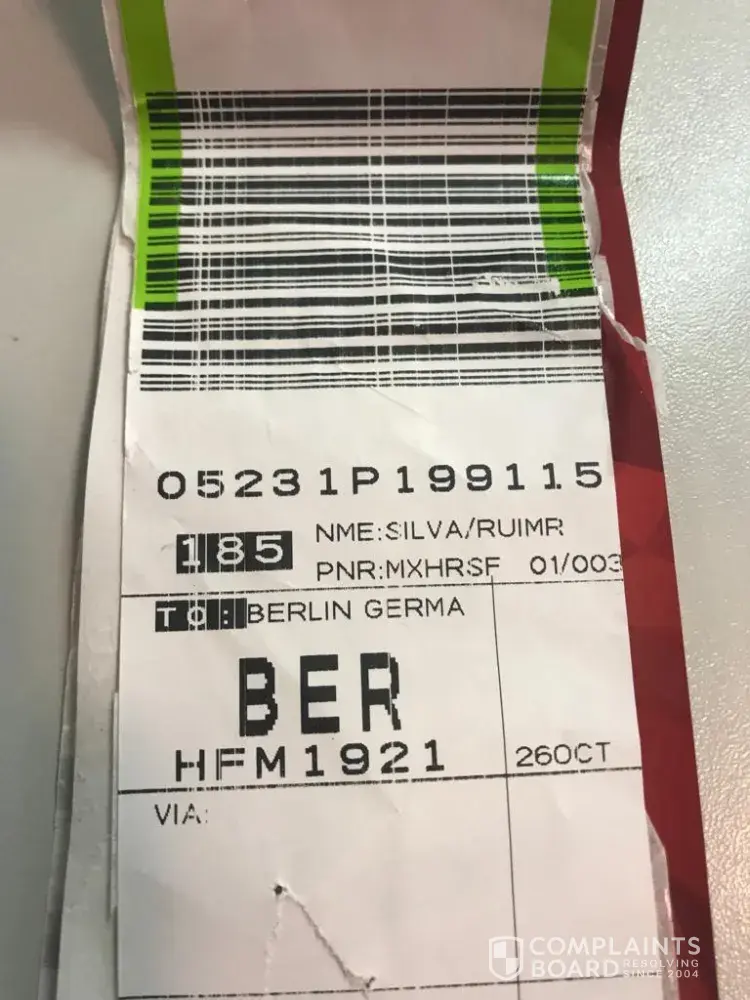 05231P199115
185
NME:SILVA/RUIMR
PNR:MXHRSF 01/003
TO: BERLIN GERMA
BER
HFM1921
26OCT
VIA:
COMPLAINTS
BOARD
RESOLVING
SINCE 2004